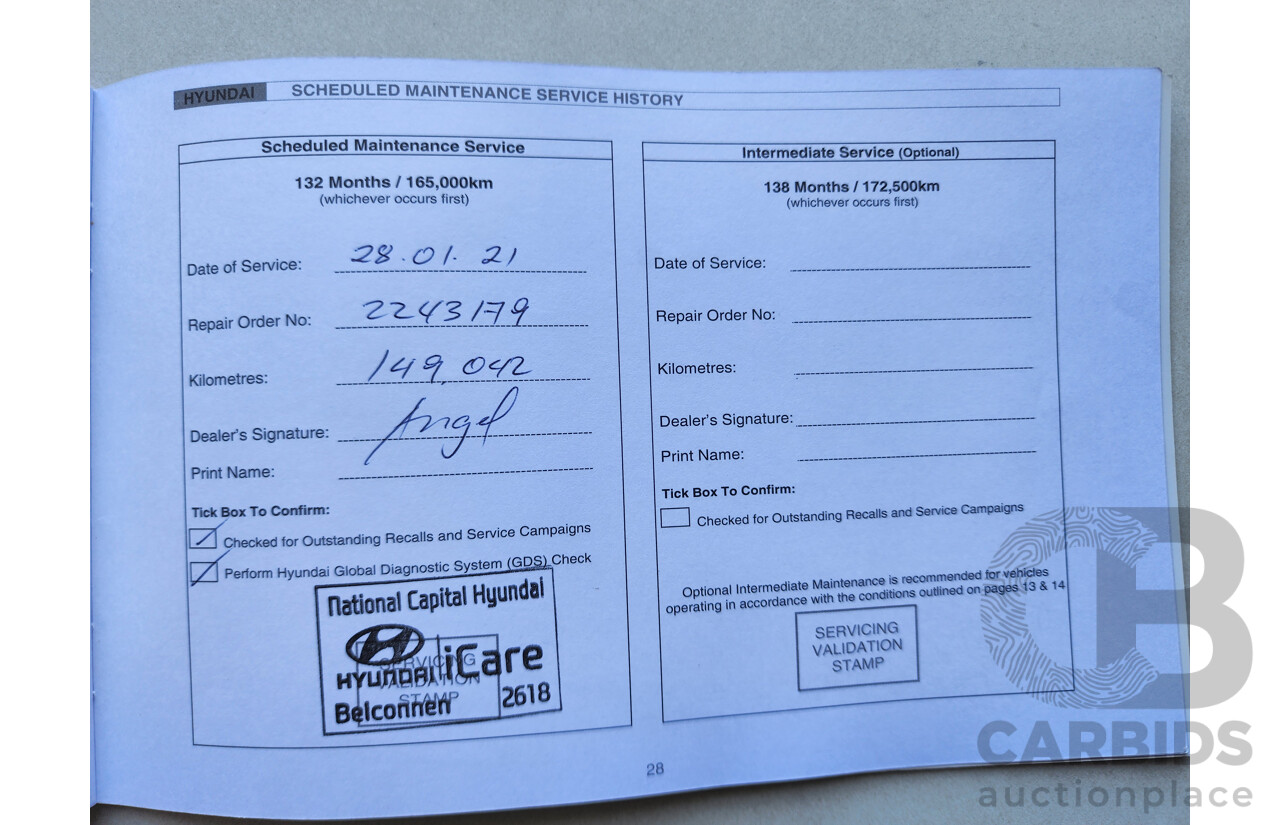 HYUNDAI SCHEDULED MAINTENANCE SERVICE HISTORY
Scheduled Maintenance Service
132 Months / 165,000km
(whichever occurs first)
Date of Service: 28.01.21
Repair Order No: 2243179
Kilometres: 149,042
Dealer's Signature: Angel
Print Name:
Tick Box To Confirm:
Checked for Outstanding Recalls and Service Campaigns
Perform Hyundai Global Diagnostic System (GDS) Check
National Capital Hyundai
HYUNDAI iCare
SERVICING
VALIDATION
STAMP
Belconnen 2618
Intermediate Service (Optional)
138 Months / 172,500km
(whichever occurs first)
Date of Service:
Repair Order No:
Kilometres:
Dealer's Signature:
Print Name:
Tick Box To Confirm:
Checked for Outstanding Recalls and Service Campaigns
Optional Intermediate Maintenance is recommended for vehicles
operating in accordance with the conditions outlined on pages 13 & 14
SERVICING
VALIDATION
STAMP
28
CB
CARBIDS
auctionplace